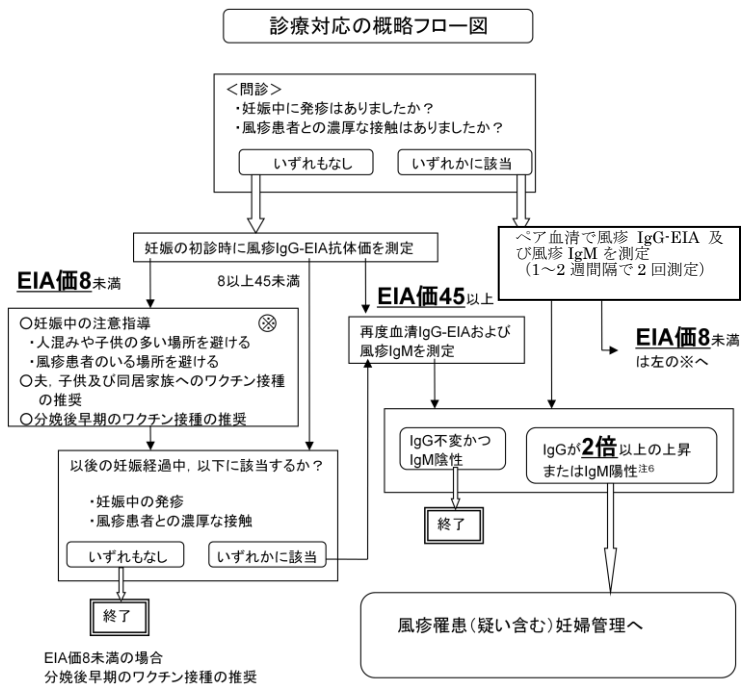 診療対応の概略フロー図
＜問診＞
・妊娠中に発疹はありましたか？
・風疹患者との濃厚な接触はありましたか？
いずれもなし
いずれかに該当
妊娠の初診時に風疹IgG-EIA抗体価を測定
ペア血清で風疹 IgG-EIA 及
び風疹 IgM を測定
（1～2 週間隔で 2 回測定）
EIA価8未満
8以上45未満
EIA価45以上
EIA価8未満
は左の※へ
○妊娠中の注意指導 ※
・人混みや子供の多い場所を避ける
・風疹患者のいる場所を避ける
○夫，子供及び同居家族へのワクチン接種
の推奨
○分娩後早期のワクチン接種の推奨
再度血清IgG-EIAおよび
風疹IgMを測定
IgG不変かつ
IgM陰性
IgGが2倍以上の上昇
またはIgM陽性注6
以後の妊娠経過中，以下に該当するか？
・妊娠中の発疹
・風疹患者との濃厚な接触
いずれもなし
いずれかに該当
終了
終了
風疹罹患（疑い含む）妊婦管理へ
EIA価8未満の場合
分娩後早期のワクチン接種の推奨